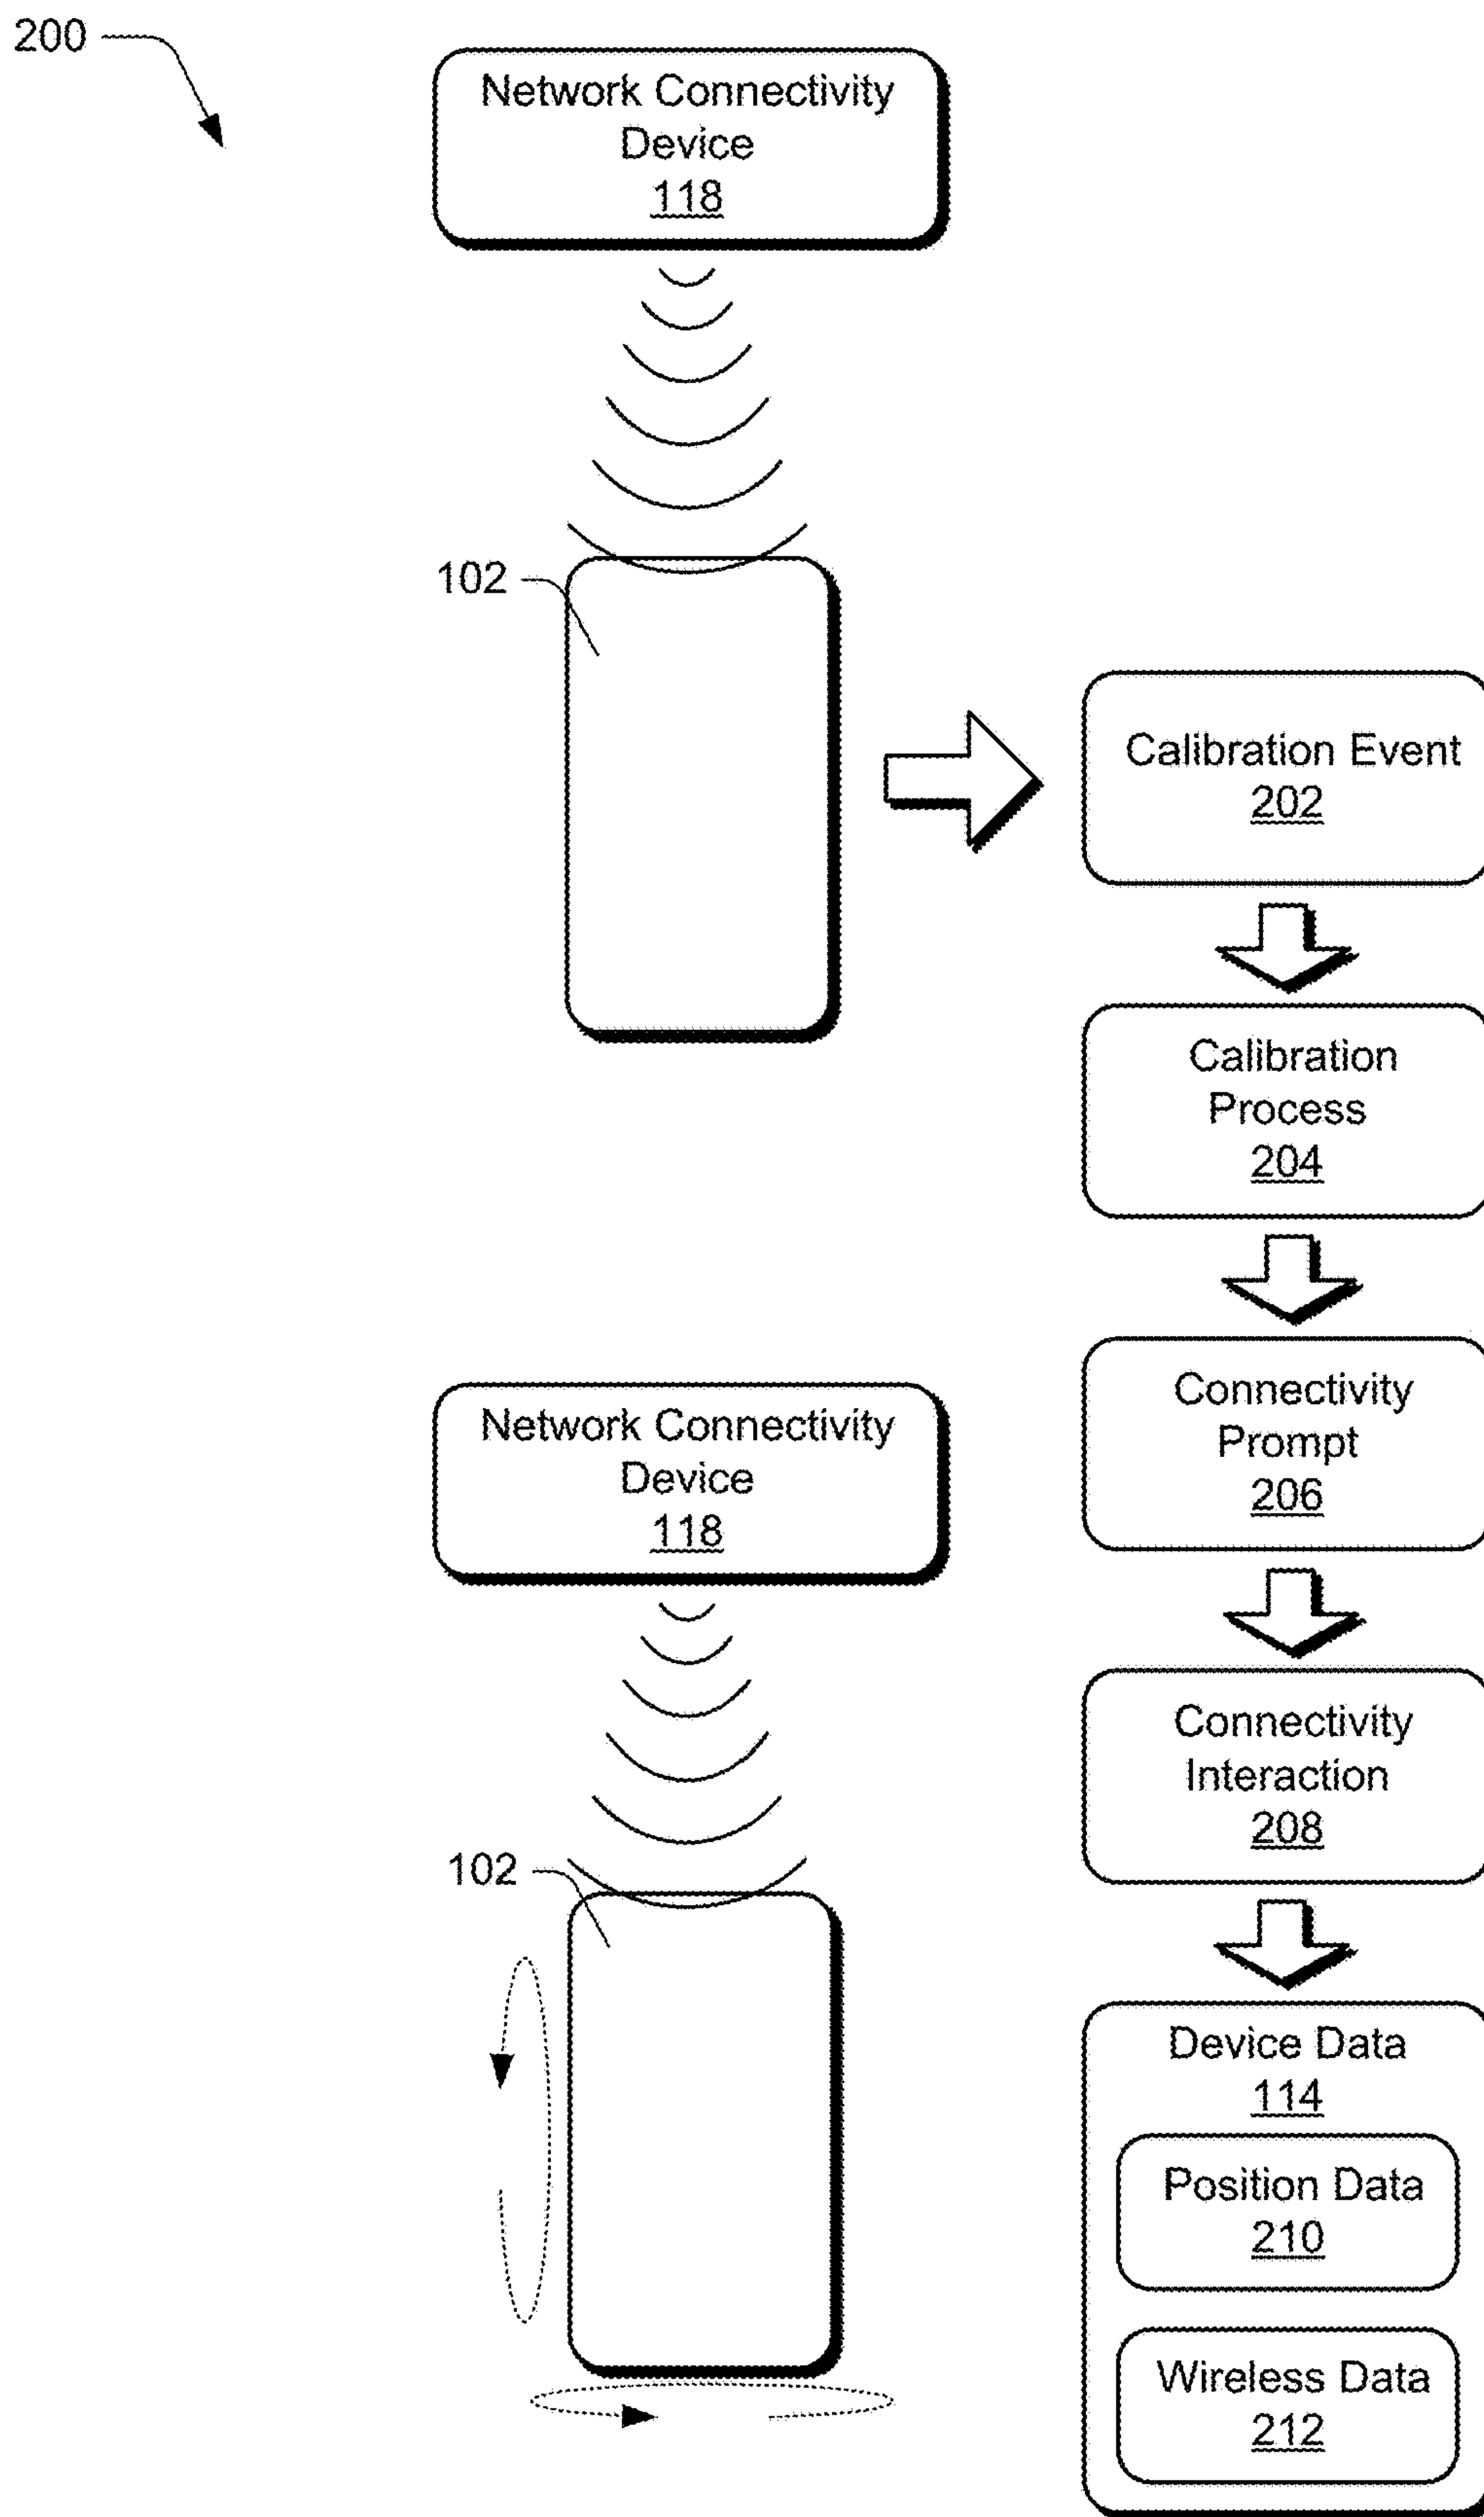 200
Network Connectivity
Device
118
102
Calibration Event
202
Calibration
Process
204
Connectivity
Prompt
206
Network Connectivity
Device
118
Connectivity
Interaction
208
102
Device Data
114
Position Data
210
Wireless Data
212